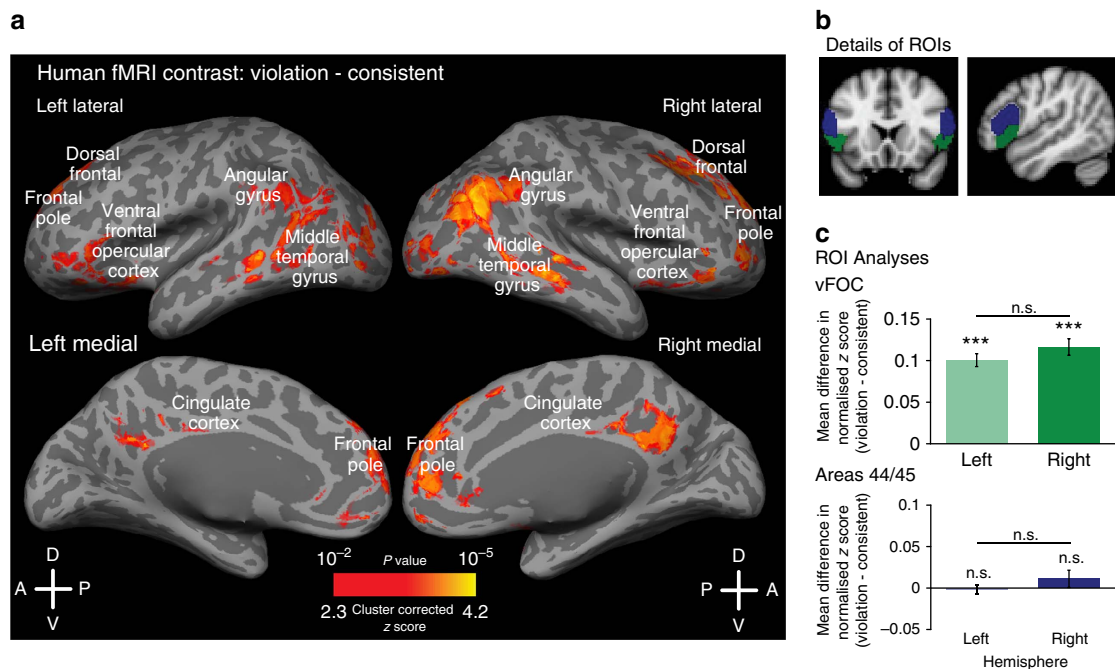 a
Human fMRI contrast: violation - consistent
Left lateral
Right lateral
Dorsal
frontal
Frontal
pole
Ventral
frontal
opercular
cortex
Angular
gyrus
Middle
temporal
gyrus
Angular
gyrus
Middle
temporal
gyrus
Dorsal
frontal
Ventral
frontal
opercular
cortex
Frontal
pole
Left medial
Right medial
Cingulate
cortex
Frontal
pole
Frontal
pole
Cingulate
cortex
D
A P
V
10⁻² P value 10⁻⁵
2.3 Cluster corrected 4.2
z score
D
P A
V
b
Details of ROIs
c
ROI Analyses
vFOC
Mean difference in
normalised z score
(violation - consistent)
0.15
0.1
0.05
0
n.s.
***
***
Left Right
Areas 44/45
Mean difference in
normalised z score
(violation - consistent)
0.1
0.05
0
−0.05
n.s.
n.s.
n.s.
Left Right
Hemisphere